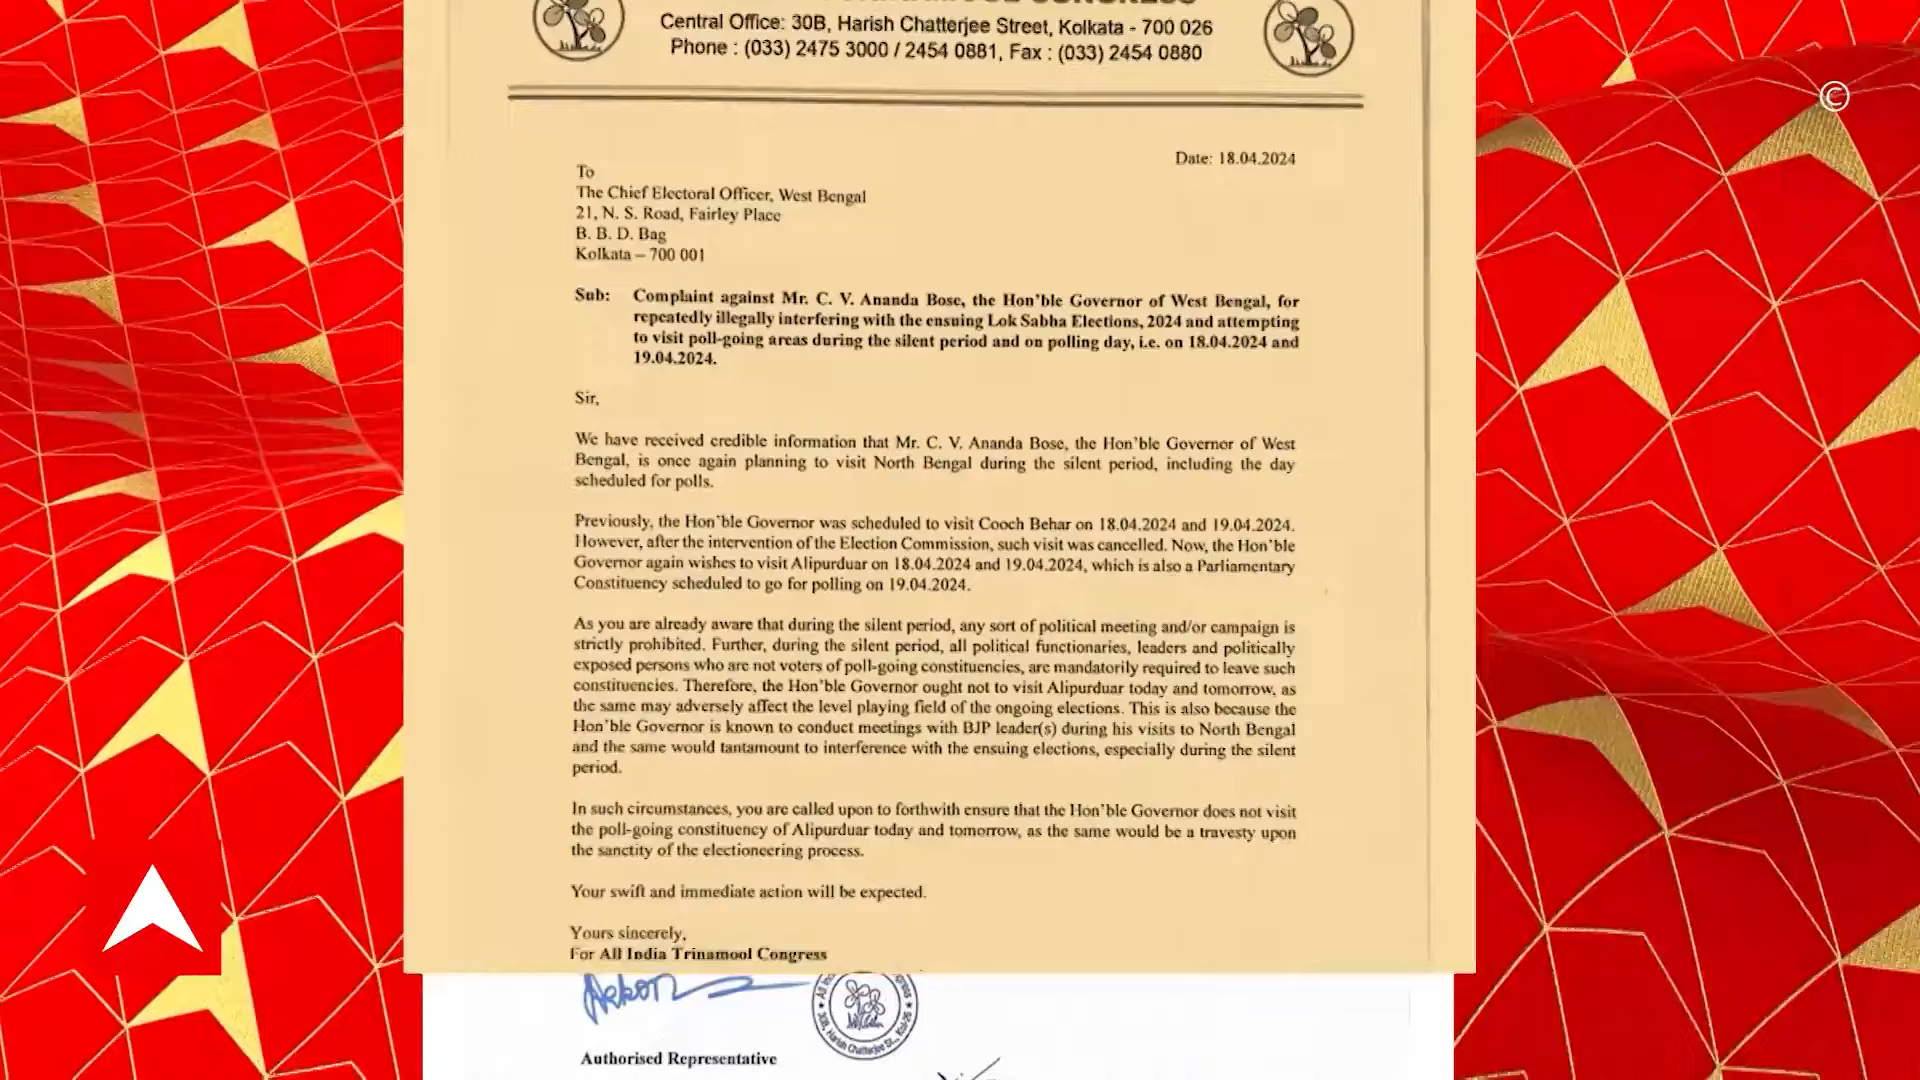 Central Office: 30B, Harish Chatterjee Street, Kolkata - 700 026
Phone : (033) 2475 3000 / 2454 0881, Fax : (033) 2454 0880
©
Date: 18.04.2024
To
The Chief Electoral Officer, West Bengal
21, N. S. Road, Fairley Place
B. B. D. Bag
Kolkata – 700 001
Sub: Complaint against Mr. C. V. Ananda Bose, the Hon'ble Governor of West Bengal, for
repeatedly illegally interfering with the ensuing Lok Sabha Elections, 2024 and attempting
to visit poll-going areas during the silent period and on polling day, i.e. on 18.04.2024 and
19.04.2024.
Sir,
We have received credible information that Mr. C. V. Ananda Bose, the Hon'ble Governor of West
Bengal, is once again planning to visit North Bengal during the silent period, including the day
scheduled for polls.
Previously, the Hon'ble Governor was scheduled to visit Cooch Behar on 18.04.2024 and 19.04.2024.
However, after the intervention of the Election Commission, such visit was cancelled. Now, the Hon'ble
Governor again wishes to visit Alipurduar on 18.04.2024 and 19.04.2024, which is also a Parliamentary
Constituency scheduled to go for polling on 19.04.2024.
As you are already aware that during the silent period, any sort of political meeting and/or campaign is
strictly prohibited. Further, during the silent period, all political functionaries, leaders and politically
exposed persons who are not voters of poll-going constituencies, are mandatorily required to leave such
constituencies. Therefore, the Hon'ble Governor ought not to visit Alipurduar today and tomorrow, as
the same may adversely affect the level playing field of the ongoing elections. This is also because the
Hon'ble Governor is known to conduct meetings with BJP leader(s) during his visits to North Bengal
and the same would tantamount to interference with the ensuing elections, especially during the silent
period.
In such circumstances, you are called upon to forthwith ensure that the Hon'ble Governor does not visit
the poll-going constituency of Alipurduar today and tomorrow, as the same would be a travesty upon
the sanctity of the electioneering process.
Your swift and immediate action will be expected.
Yours sincerely,
For All India Trinamool Congress
30B, Harish Chatterjee St., Kol-26
Authorised Representative